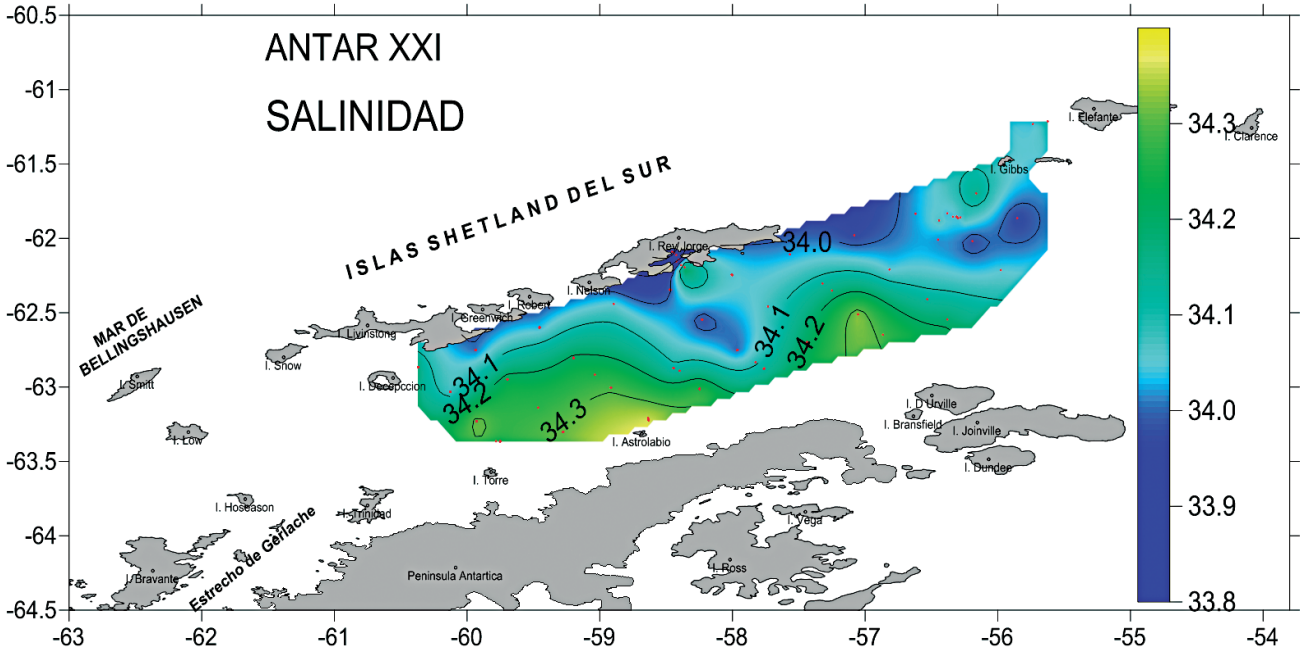 ANTAR XXI
SALINIDAD
ISLAS SHETLAND DEL SUR
MAR DE
BELLINGSHAUSEN
Estrecho de Gerlache
I. Elefante
I. Clarence
I. Gibbs
I. Rey Jorge
I. Nelson
I. Robert
I. Greenwich
I. Livinstong
I. Snow
I. Decepccion
I. Smitt
I. Low
I. Hoseason
I. Trinidad
I. Torre
I. Astrolabio
I. D Urville
I. Bransfield
I. Joinville
I. Dundee
I. Vega
I. Ross
I. Bravante
Peninsula Antartica
34.0
34.1
34.2
34.1
34.2
34.3
34.3
34.2
34.1
34.0
33.9
33.8
-60.5
-61
-61.5
-62
-62.5
-63
-63.5
-64
-64.5
-63
-62
-61
-60
-59
-58
-57
-56
-55
-54